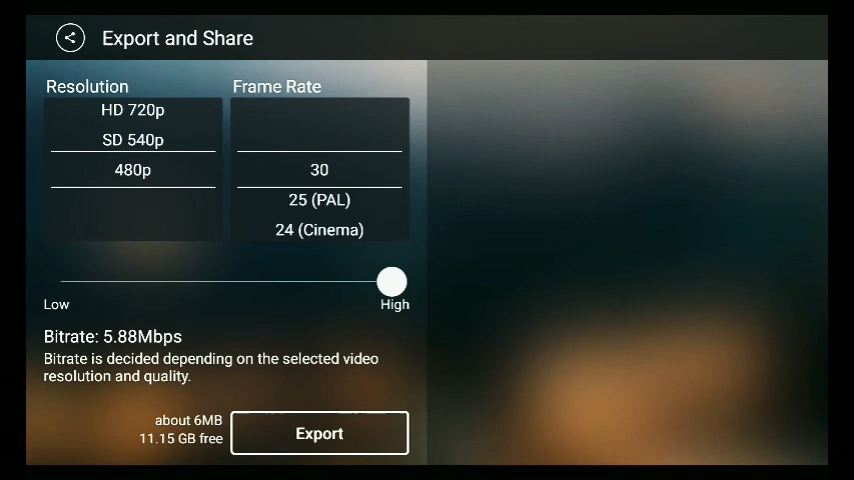 Export and Share
Resolution
Frame Rate
HD 720p
SD 540p
480p
30
25 (PAL)
24 (Cinema)
Low
High
Bitrate: 5.88Mbps
Bitrate is decided depending on the selected video
resolution and quality.
about 6MB
11.15 GB free
Export